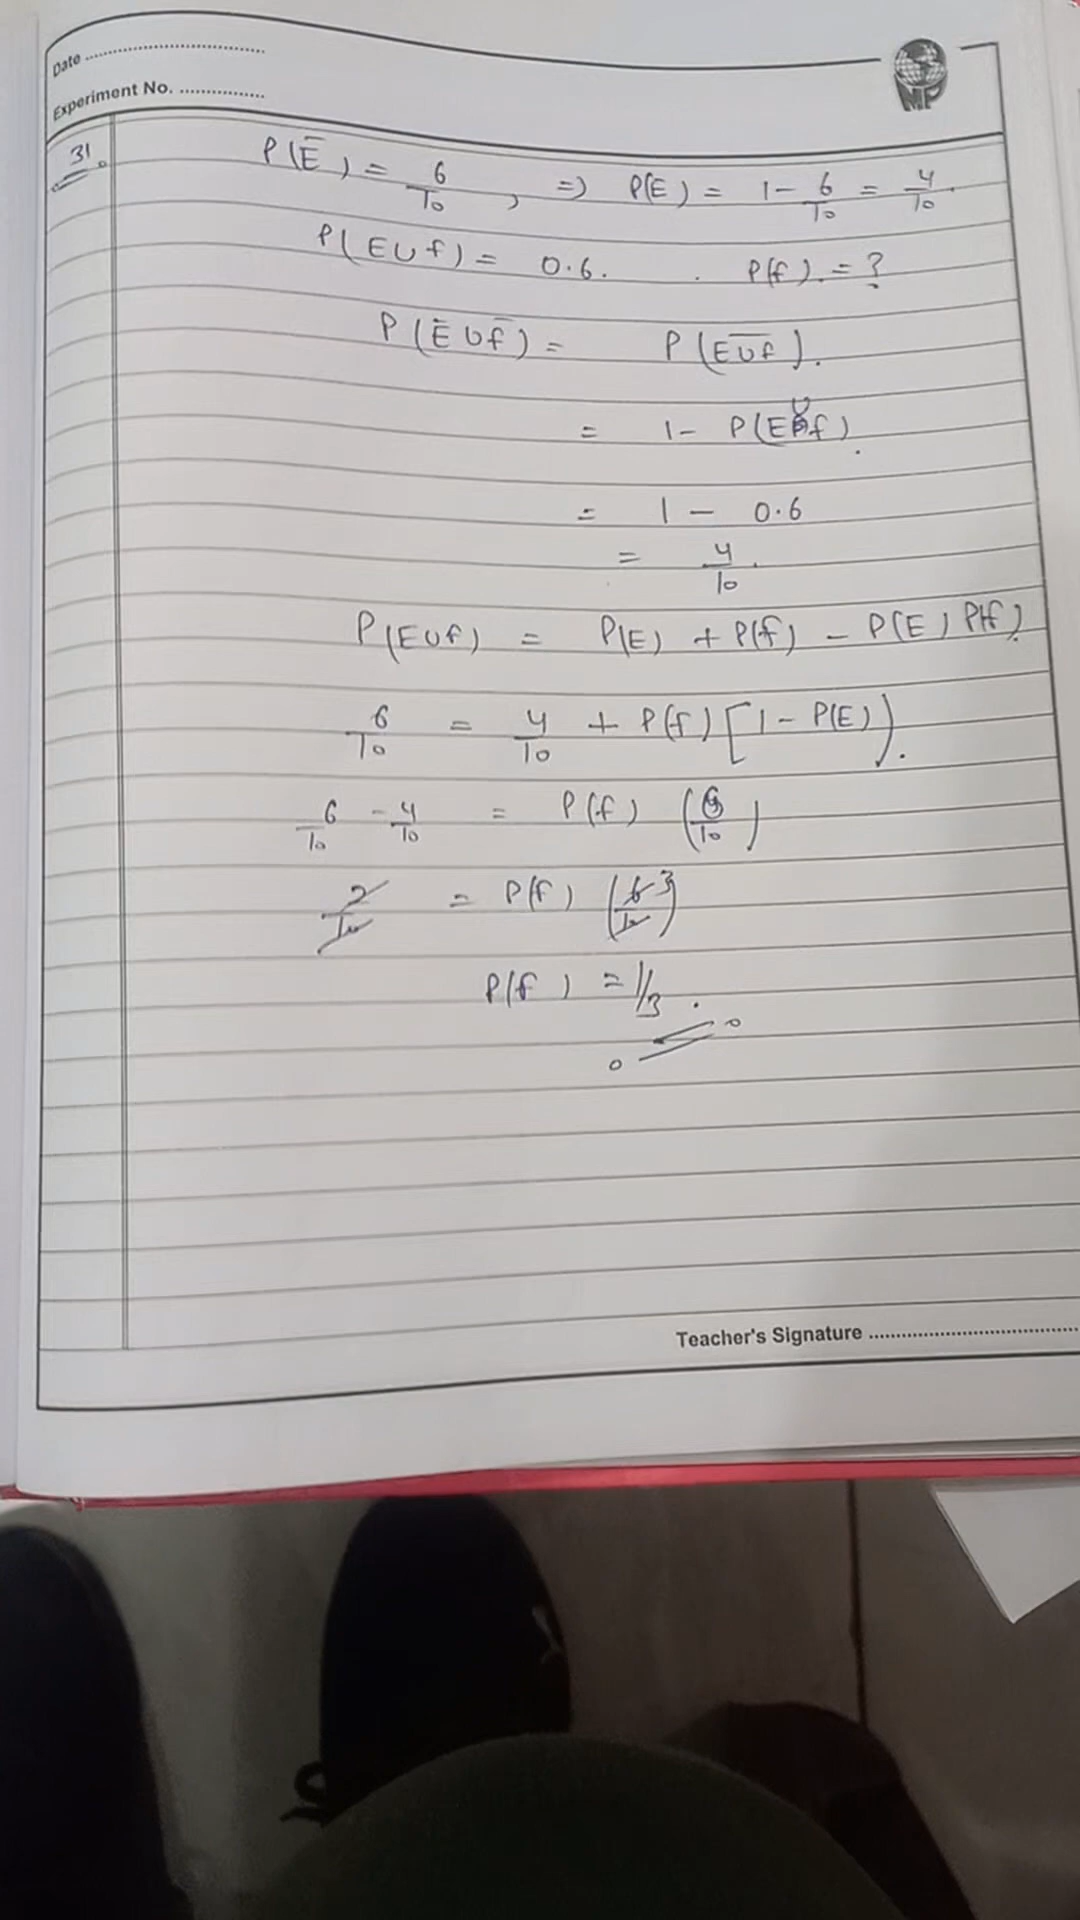 Date ....................
Experiment No. ................
NP
31.
P(Ē) = 6/10, => P(E) = 1 - 6/10 = 4/10.
P(E∪f) = 0.6. P(f) = ?
P(Ē∪f̅) = P(E̅∪̅f̅).
= 1 - P(E∪f).
= 1 - 0.6
= 4/10.
P(E∪f) = P(E) + P(f) - P(E) P(f)
6/10 = 4/10 + P(f) [1 - P(E)].
6/10 - 4/10 = P(f) (6/10)
2/10 = P(f) (6/10) 3
P(f) = 1/3.
Teacher's Signature ....................